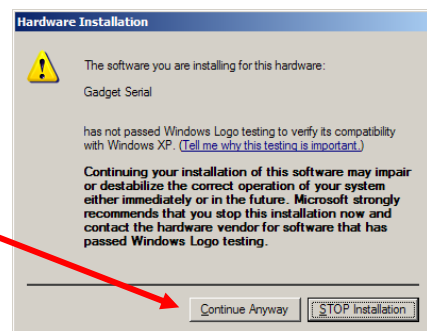 Hardware Installation
The software you are installing for this hardware:
Gadget Serial
has not passed Windows Logo testing to verify its compatibility
with Windows XP. (Tell me why this testing is important.)
Continuing your installation of this software may impair
or destabilize the correct operation of your system
either immediately or in the future. Microsoft strongly
recommends that you stop this installation now and
contact the hardware vendor for software that has
passed Windows Logo testing.
Continue Anyway
STOP Installation